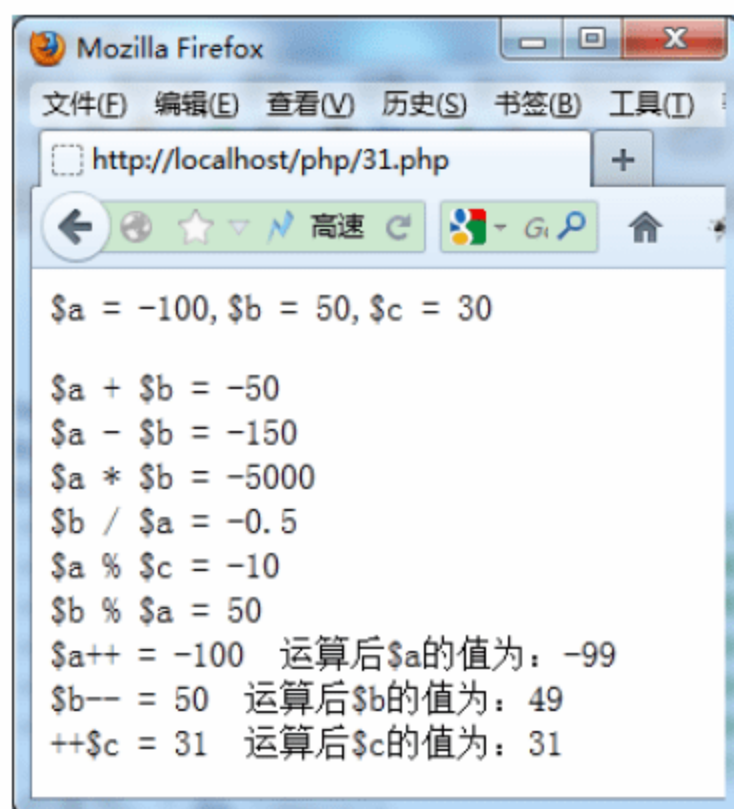 Mozilla Firefox
文件(F) 编辑(E) 查看(V) 历史(S) 书签(B) 工具(T)
http://localhost/php/31.php
高速
$a = -100,$b = 50,$c = 30
$a + $b = -50
$a - $b = -150
$a * $b = -5000
$b / $a = -0.5
$a % $c = -10
$b % $a = 50
$a++ = -100 运算后$a的值为：-99
$b-- = 50 运算后$b的值为：49
++$c = 31 运算后$c的值为：31